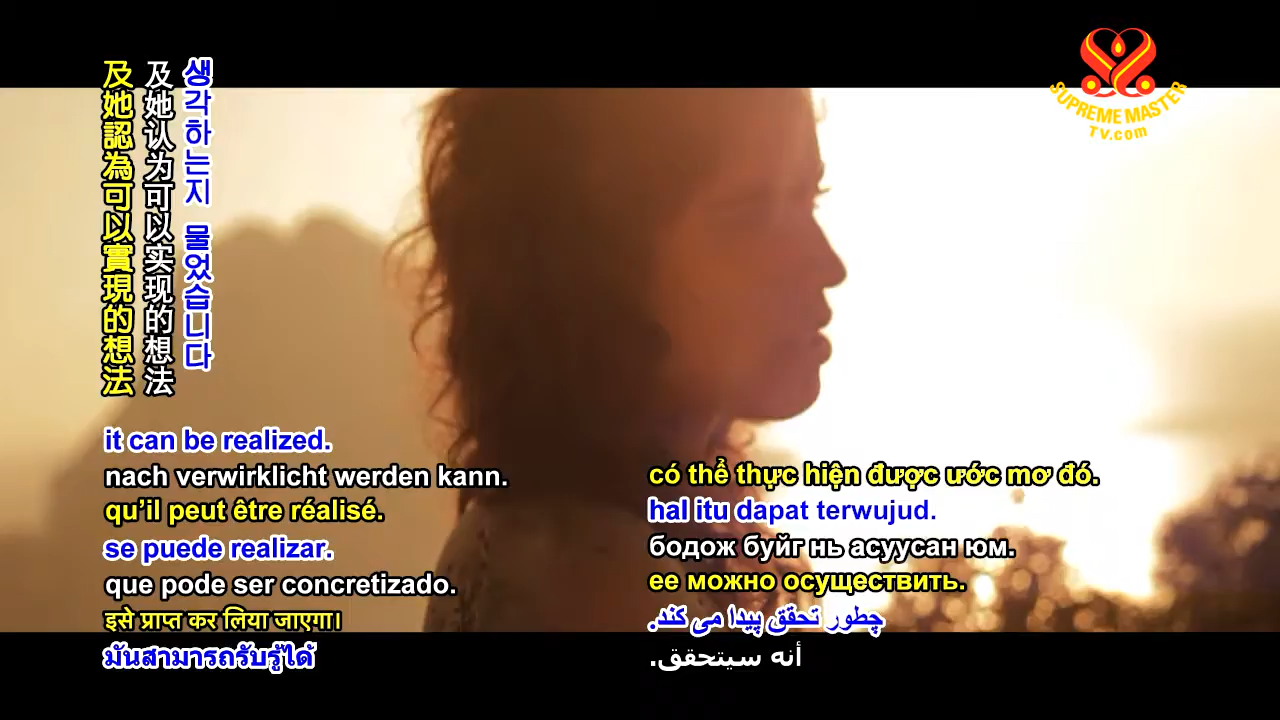 생각하는지 물었습니다
及她认为可以实现的想法
及她認為可以實現的想法
SUPREME MASTER
TV.com
it can be realized.
nach verwirklicht werden kann.
qu'il peut être réalisé.
se puede realizar.
que pode ser concretizado.
इसे प्राप्त कर लिया जाएगा।
มันสามารถรับรู้ได้
có thể thực hiện được ước mơ đó.
hal itu dapat terwujud.
бодож буйг нь асуусан юм.
ее можно осуществить.
چطور تحقق پیدا می کند.
أنه سيتحقق.